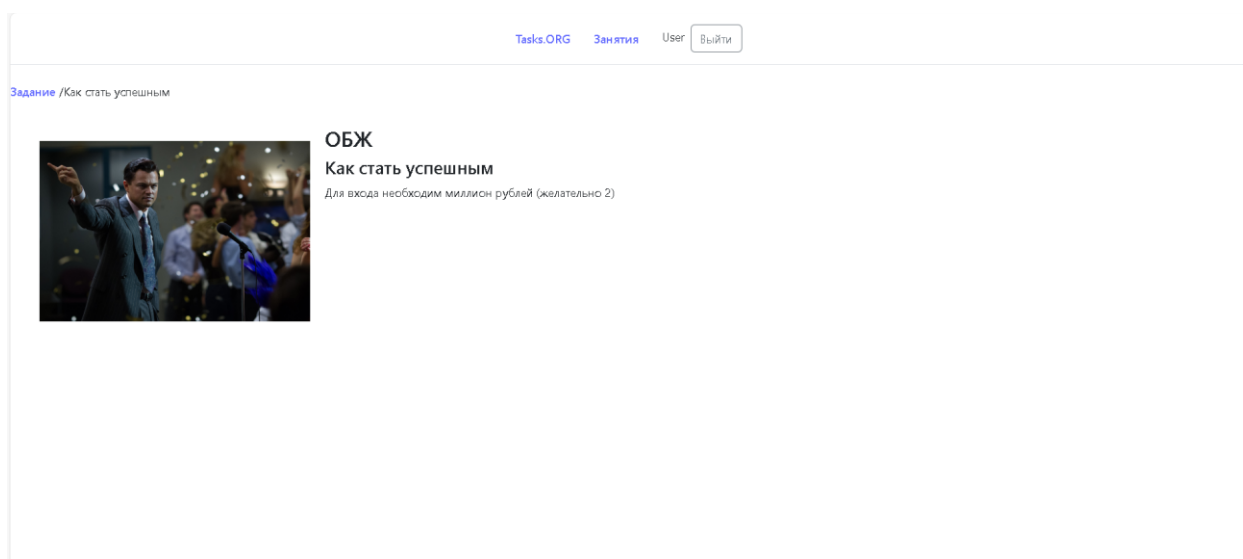 Tasks.ORG Занятия User Выйти
Задание /Как стать успешным
ОБЖ
Как стать успешным
Для входа необходим миллион рублей (желательно 2)